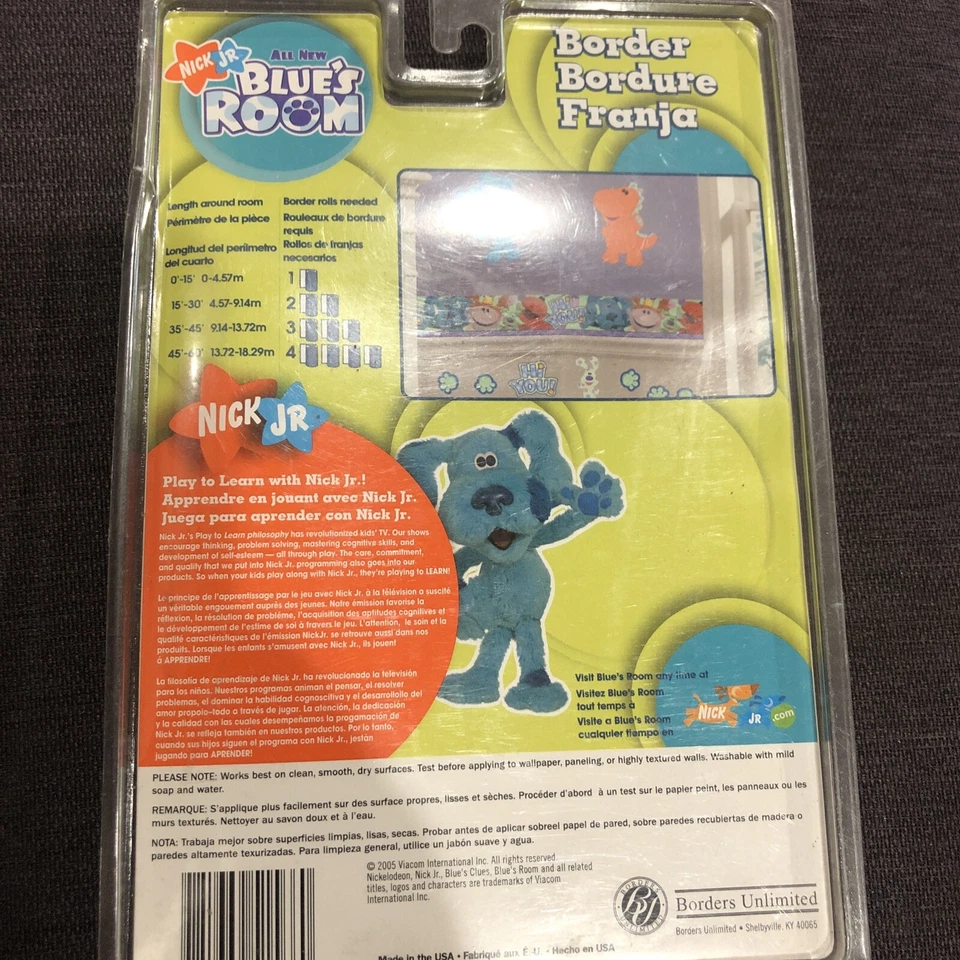 NICK JR
ALL NEW
BLUE'S
ROOM
Border
Bordure
Franja
Length around room
Périmètre de la pièce
Longitud del perilmetro
del cuarto
Border rolls needed
Rouleaux de bordure
requis
Rollos de franjas
necesarios
0'-15' 0-4.57m 1
15'-30' 4.57-9.14m 2
35'-45' 9.14-13.72m 3
45'-60' 13.72-18.29m 4
HI
YOU!
NICK JR
Play to Learn with Nick Jr.!
Apprendre en jouant avec Nick Jr.
Juega para aprender con Nick Jr.
Nick Jr.'s Play to Learn philosophy has revolutionized kids' TV. Our shows
encourage thinking, problem solving, mastering cognitive skills, and
development of self-esteem — all through play. The care, commitment,
and quality that we put into Nick Jr. programming also goes into our
products. So when your kids play along with Nick Jr., they're playing to LEARN!
Le principe de l'apprentissage par le jeu avec Nick Jr. à la télévision a suscité
un véritable engouement auprès des jeunes. Notre émission favorise la
réflexion, la résolution de problème, l'acquisition des aptitudes cognitives et
le développement de l'estime de soi à travers le jeu. L'attention, le soin et la
qualité caractéristiques de l'émission NickJr. se retrouve aussi dans nos
produits. Lorsque les enfants s'amusent avec Nick Jr., ils jouent
à APPRENDRE!
La filosofía de aprendizaje de Nick Jr. ha revolucionado la televisión
para los niños. Nuestros programas animan el pensar, el resolver
problemas, el dominar la habilidad cognoscitiva y el desarrollo del
amor propio–todo a través de jugar. La atención, la dedicación
y la calidad con las cuales desempeñamos la progamación de
Nick Jr. se refleja también en nuestros productos. Por lo tanto,
cuando sus hijos siguen el programa con Nick Jr., ¡están
jugando para APRENDER!
Visit Blue's Room any time at
Visitez Blue's Room
tout temps à
Visite a Blue's Room
cualquier tiempo en
NICK JR .com
PLEASE NOTE: Works best on clean, smooth, dry surfaces. Test before applying to wallpaper, paneling, or highly textured walls. Washable with mild
soap and water.
REMARQUE: S'applique plus facilement sur des surface propres, lisses et sèches. Procéder d'abord à un test sur le papier peint, les panneaux ou les
murs texturés. Nettoyer au savon doux et à l'eau.
NOTA: Trabaja mejor sobre superficies limpias, lisas, secas. Probar antes de aplicar sobreel papel de pared, sobre paredes recubiertas de madera o
paredes altamente texurizadas. Para limpieza general, utilice un jabón suave y agua.
© 2005 Viacom International Inc. All rights reserved
Nickelodeon, Nick Jr., Blue's Clues, Blue's Room and all related
titles, logos and characters are trademarks of Viacom
International Inc.
BORDERS
UNLIMITED
Borders Unlimited
Borders Unlimited • Shelbyville, KY 40065
Made in the USA • Fabriqué aux É.-U. - Hecho en USA